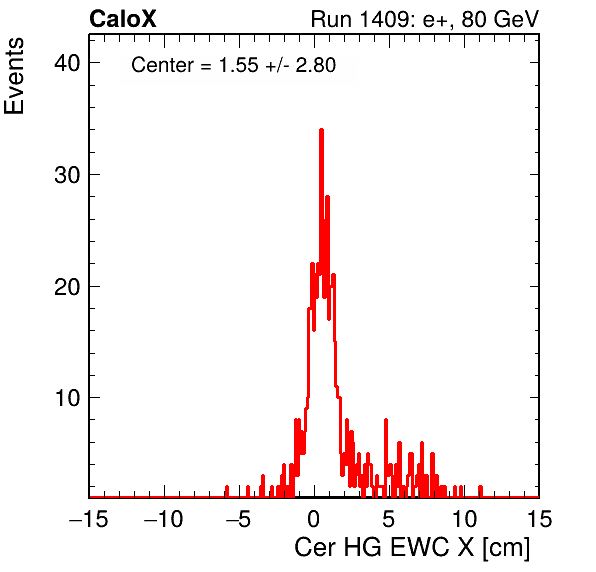 CaloX Run 1409: e+, 80 GeV
Center = 1.55 +/- 2.80
Events
40
30
20
10
−15 −10 −5 0 5 10 15
Cer HG EWC X [cm]